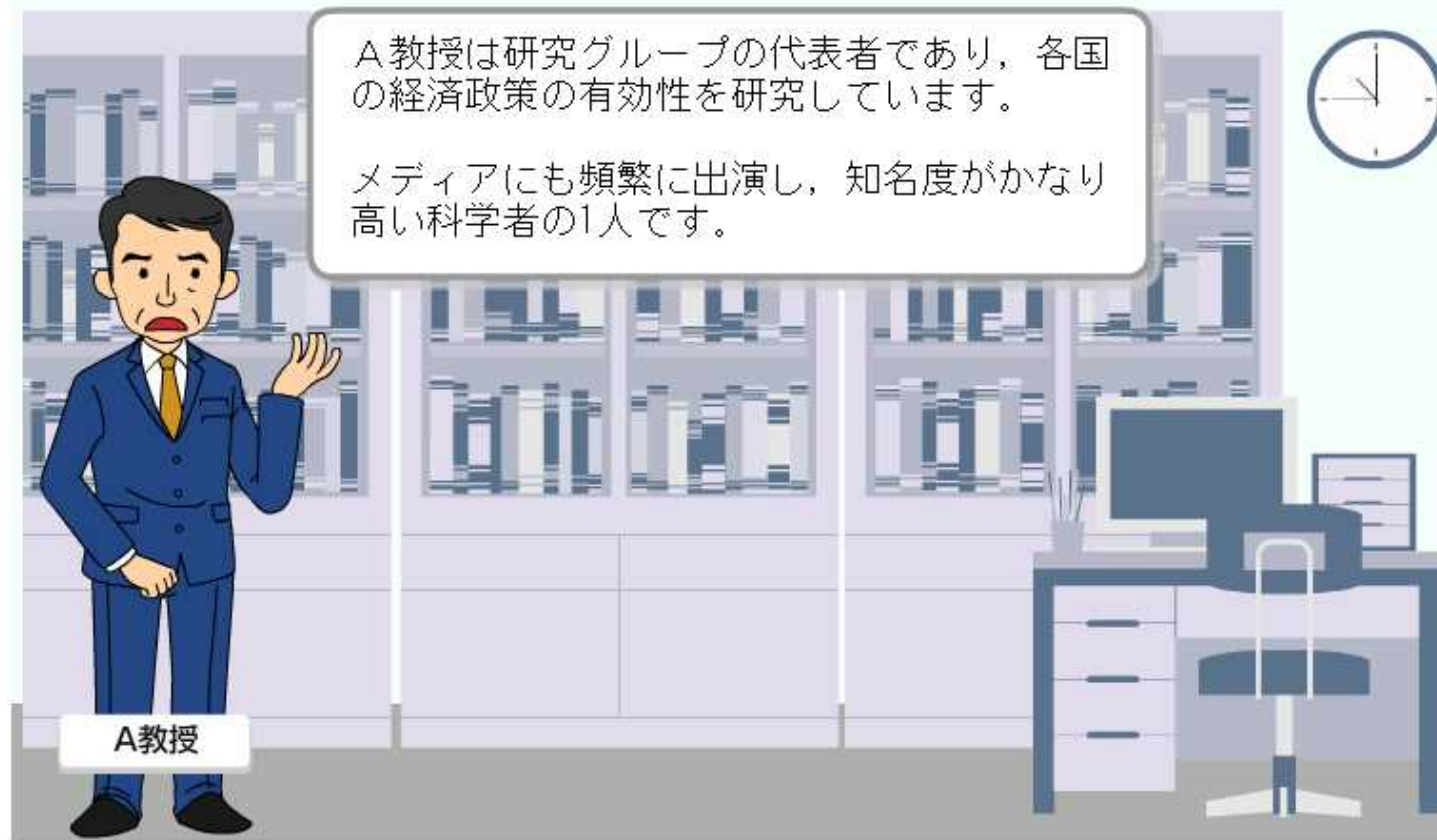 A教授は研究グループの代表者であり，各国
の経済政策の有効性を研究しています。
メディアにも頻繁に出演し，知名度がかなり
高い科学者の1人です。
A教授